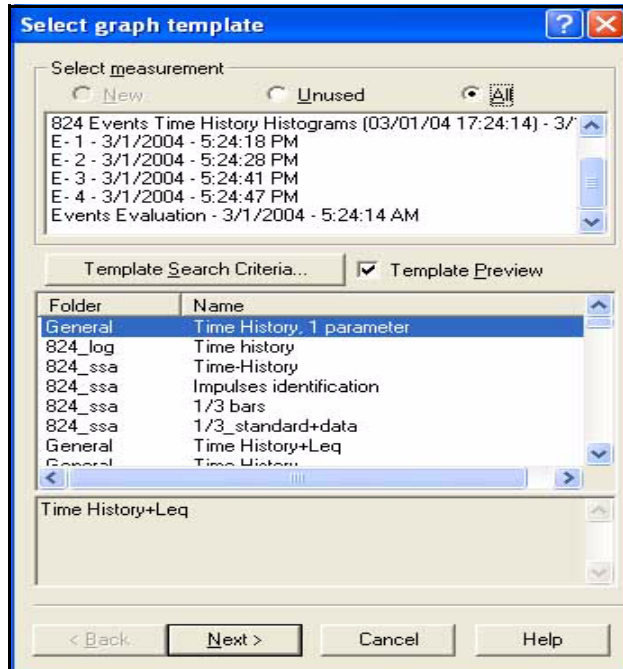 Select graph template
Select measurement
New
Unused
All
824 Events Time History Histograms (03/01/04 17:24:14) - 3/
E- 1 - 3/1/2004 - 5:24:18 PM
E- 2 - 3/1/2004 - 5:24:28 PM
E- 3 - 3/1/2004 - 5:24:41 PM
E- 4 - 3/1/2004 - 5:24:47 PM
Events Evaluation - 3/1/2004 - 5:24:14 AM
Template Search Criteria...
Template Preview
Folder Name
General Time History, 1 parameter
824_log Time history
824_ssa Time-History
824_ssa Impulses identification
824_ssa 1/3 bars
824_ssa 1/3_standard+data
General Time History+Leq
General Time History
Time History+Leq
< Back
Next >
Cancel
Help